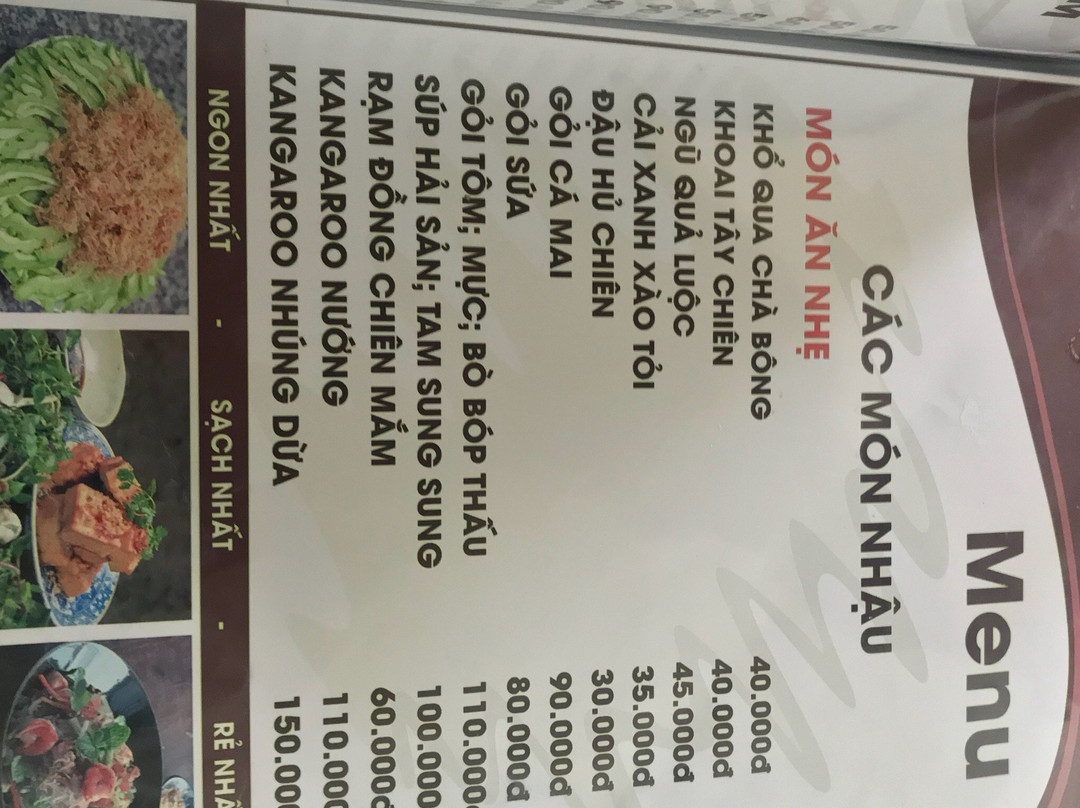 Menu
CÁC MÓN NHẬU
MÓN ĂN NHẸ
KHỔ QUA CHÀ BÔNG 40.000đ
KHOAI TÂY CHIÊN 40.000đ
NGŨ QUẢ LUỘC 45.000đ
CẢI XANH XÀO TỎI 35.000đ
ĐẬU HỦ CHIÊN 30.000đ
GỎI CÁ MAI 90.000đ
GỎI SỨA 80.000đ
GỎI TÔM; MỰC; BÒ BÓP THẤU 110.000đ
SÚP HẢI SẢN; TAM SUNG SUNG 100.000
RẠM ĐỒNG CHIÊN MẮM 60.000đ
KANGAROO NƯỚNG 110.000
KANGAROO NHÚNG DỪA 150.000
NGON NHẤT - SẠCH NHẤT - RẺ NHẤ